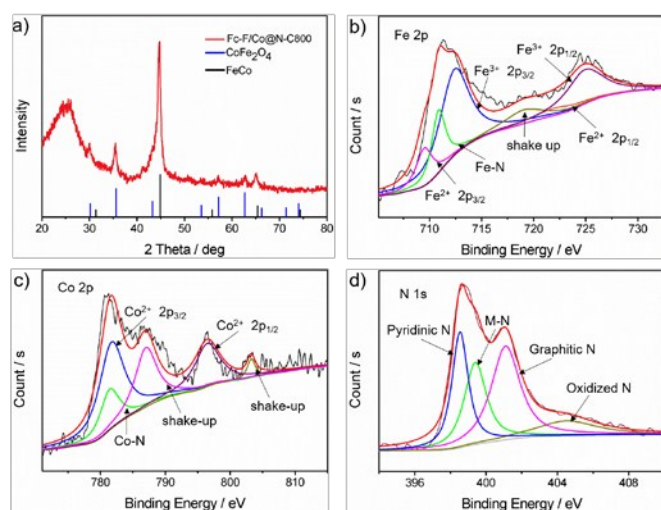 a)
Fc-F/Co@N-C800
CoFe2O4
FeCo
Intensity
20 30 40 50 60 70 80
2 Theta / deg
b)
Fe 2p
Fe3+ 2p1/2
Fe3+ 2p3/2
shake up
Fe2+ 2p1/2
Fe-N
Fe2+ 2p3/2
Count / s
710 715 720 725 730
Binding Energy / eV
c)
Co 2p
Co2+ 2p3/2
Co2+ 2p1/2
shake-up
shake-up
Co-N
Count / s
780 790 800 810
Binding Energy / eV
d)
N 1s
M-N
Pyridinic N
Graphitic N
Oxidized N
Count / s
396 400 404 408
Binding Energy / eV